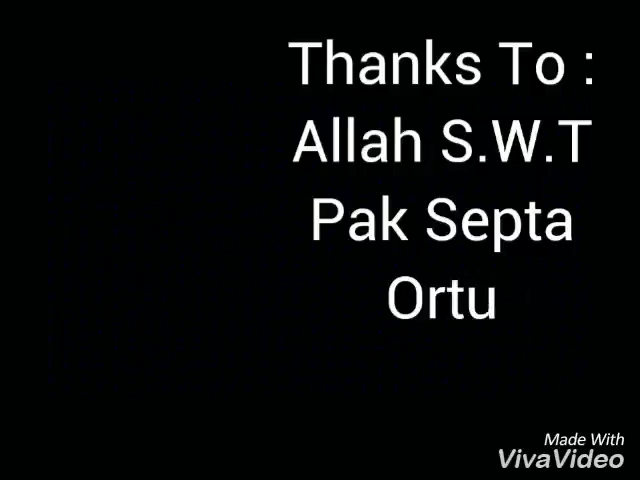 Thanks To :
Allah S.W.T
Pak Septa
Ortu
Made With
VivaVideo